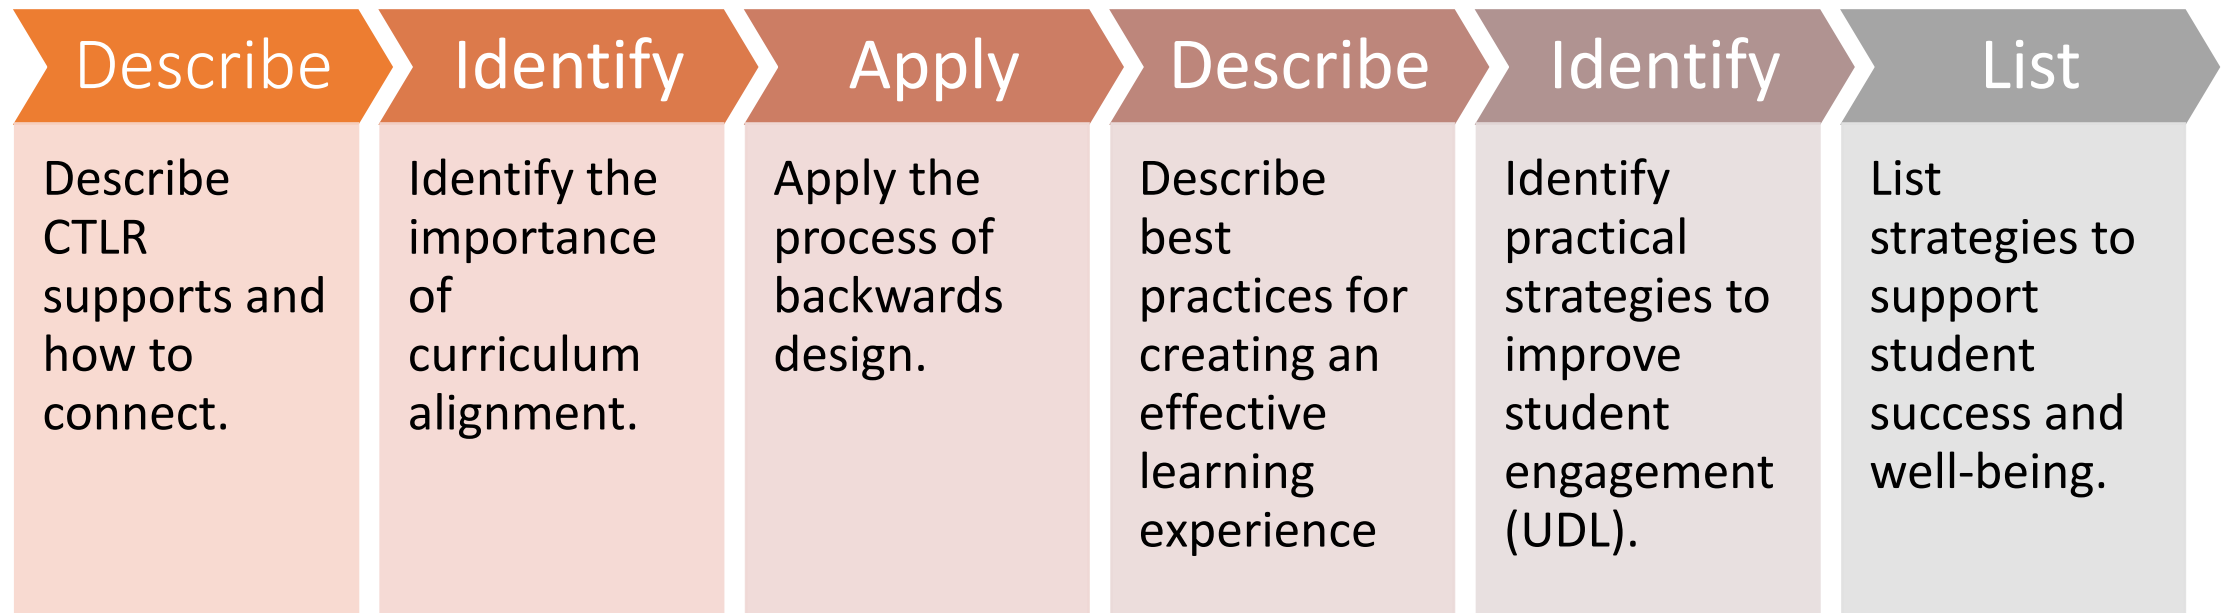 Describe
Describe
CTLR
supports and
how to
connect.
Identify
Identify the
importance
of
curriculum
alignment.
Apply
Apply the
process of
backwards
design.
Describe
Describe
best
practices for
creating an
effective
learning
experience
Identify
Identify
practical
strategies to
improve
student
engagement
(UDL).
List
List
strategies to
support
student
success and
well-being.